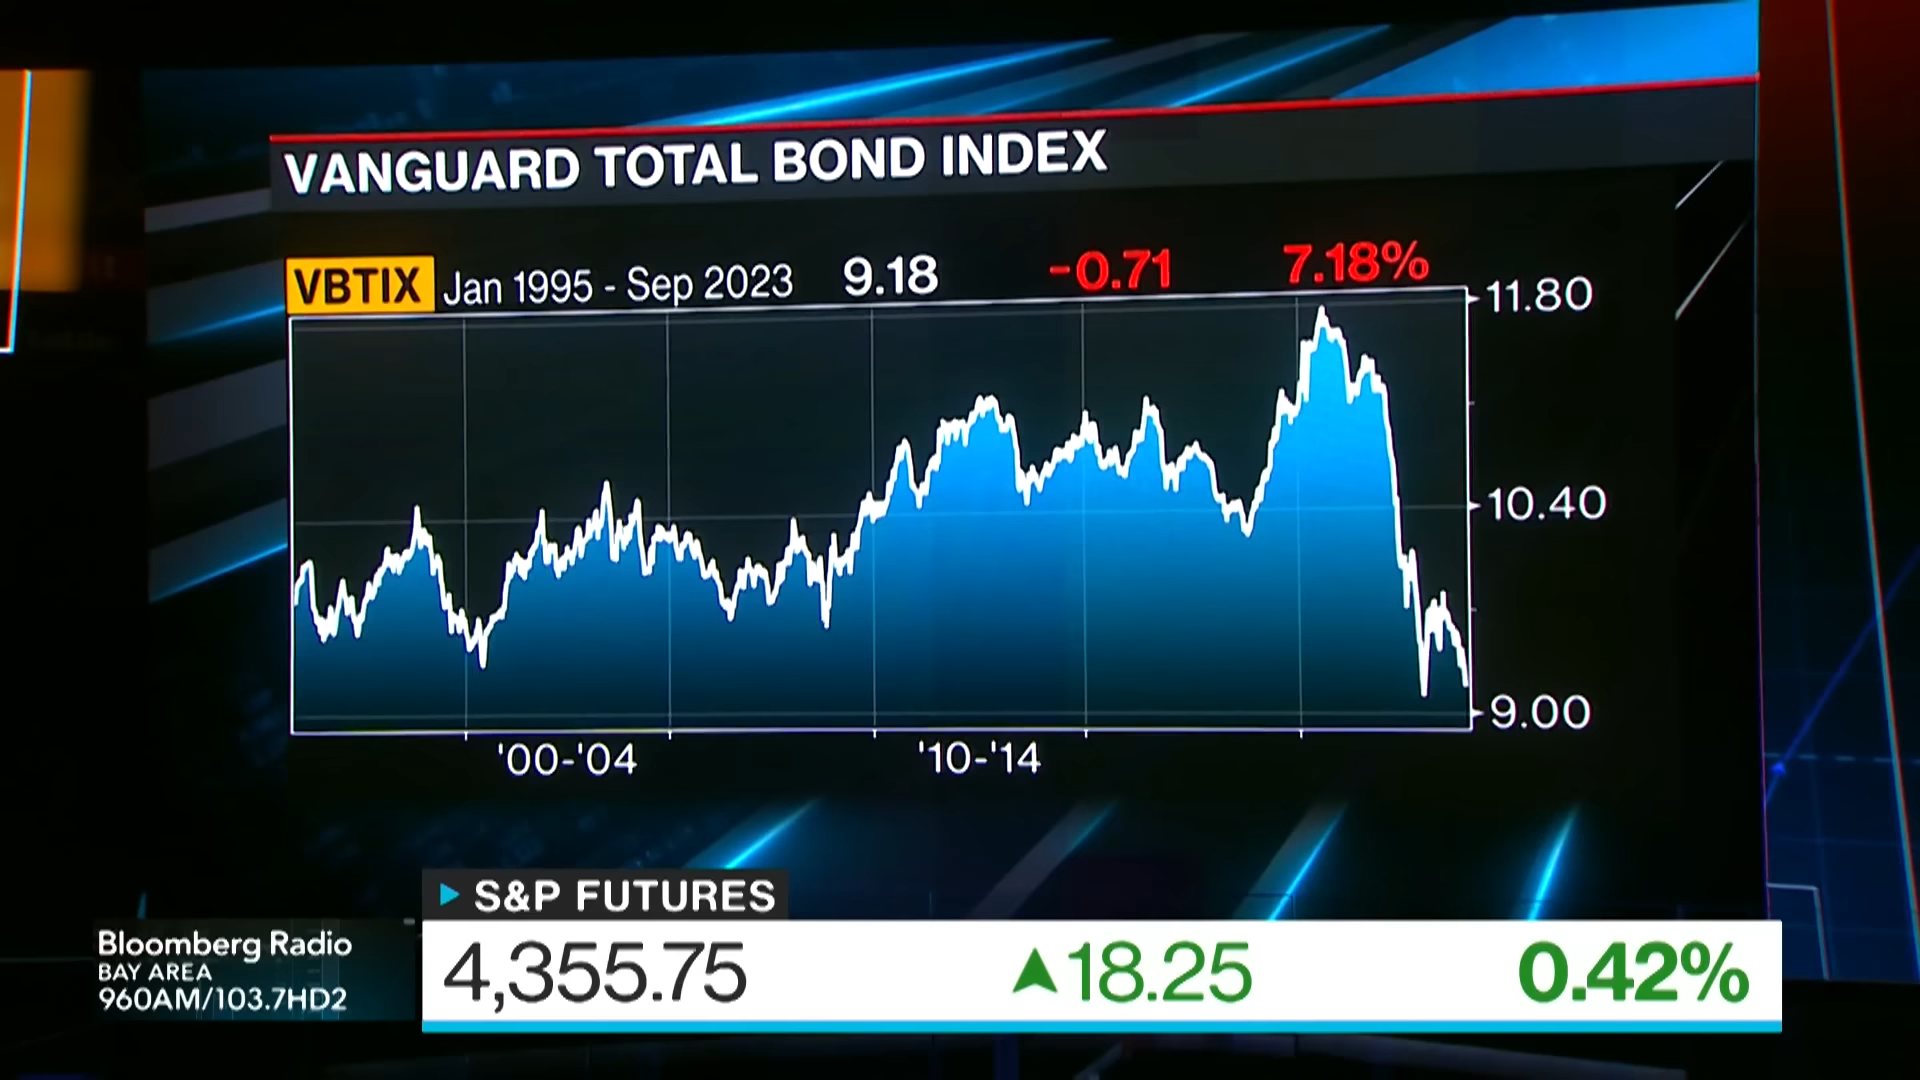 VANGUARD TOTAL BOND INDEX
VBTIX Jan 1995 - Sep 2023 9.18 -0.71 7.18%
11.80
10.40
9.00
'00-'04 '10-'14
S&P FUTURES
4,355.75 ▲18.25 0.42%
Bloomberg Radio
BAY AREA
960AM/103.7HD2